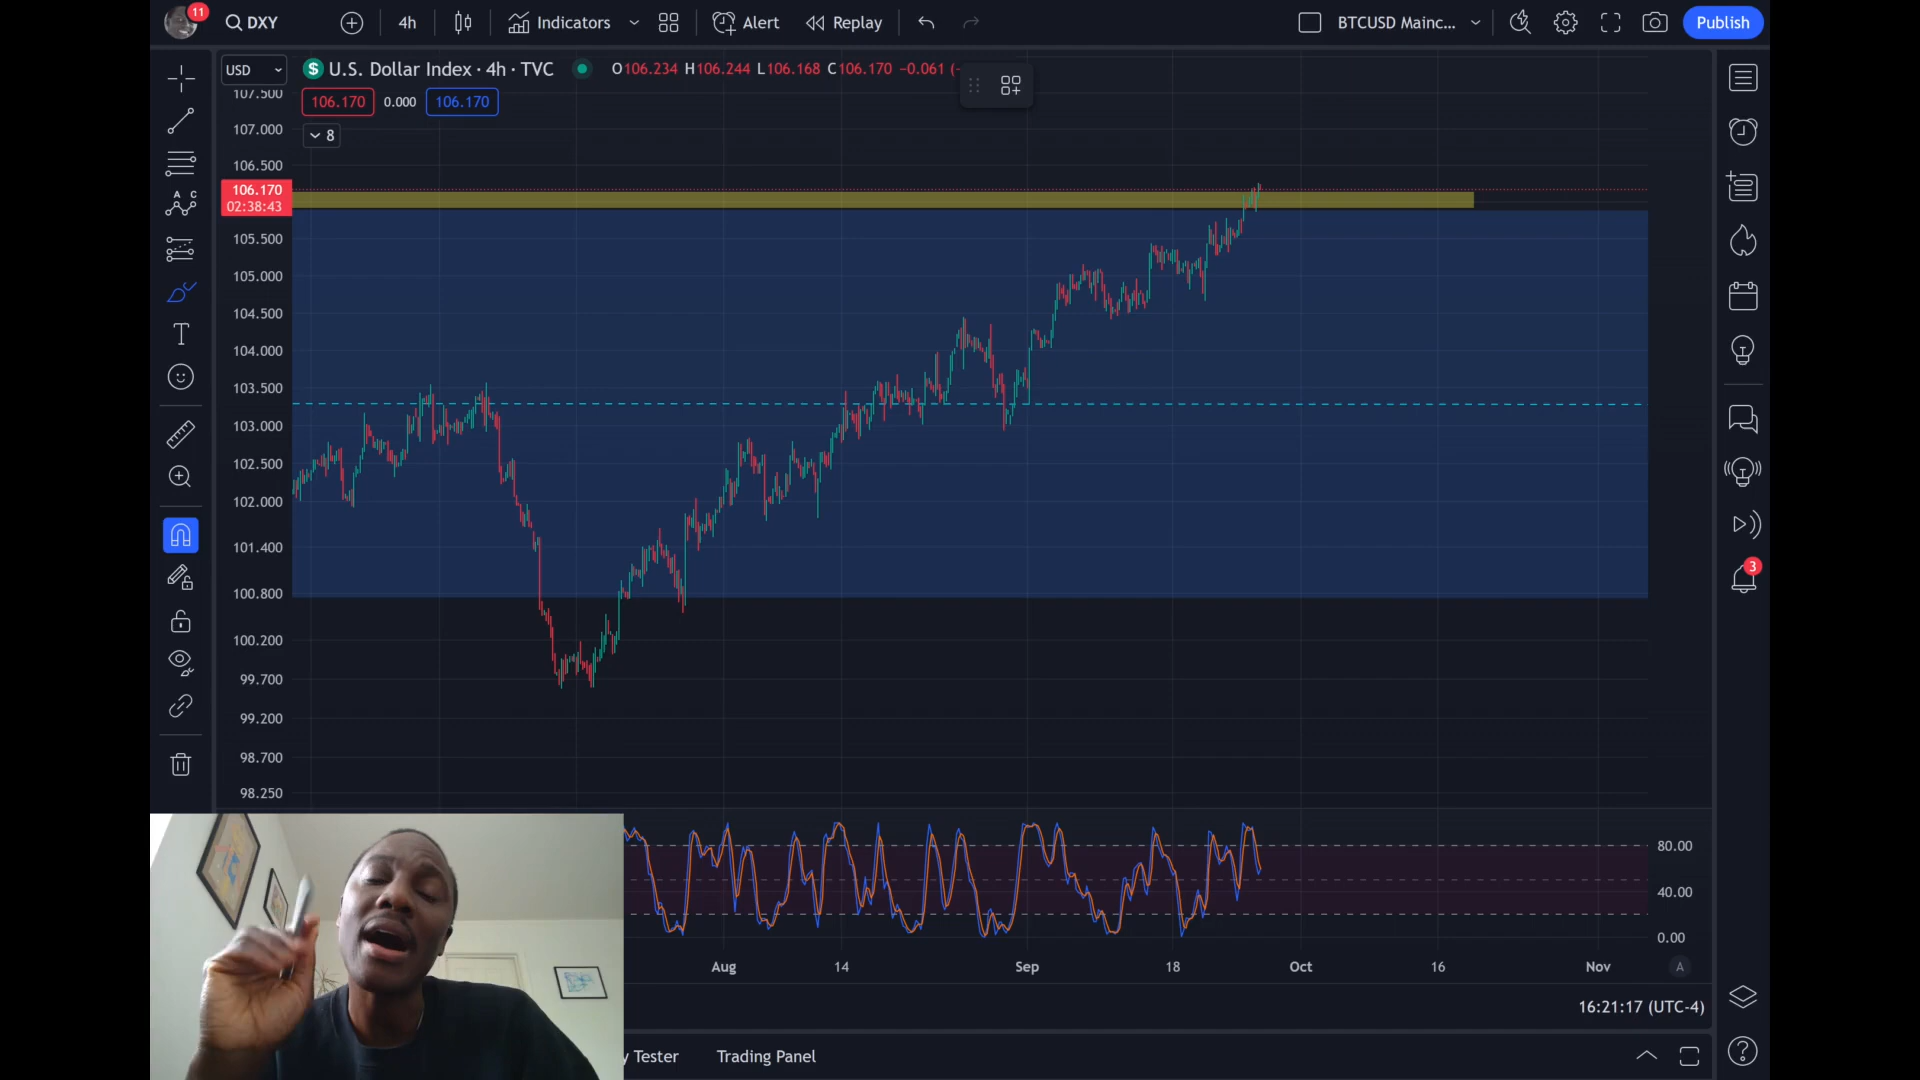 11
DXY
4h
Indicators
Alert
Replay
BTCUSD Mainc...
Publish
USD
$ U.S. Dollar Index · 4h · TVC
O106.234 H106.244 L106.168 C106.170 −0.061 (−
106.170 0.000 106.170
8
107.500
107.000
106.500
106.170
02:38:43
105.500
105.000
104.500
104.000
103.500
103.000
102.500
102.000
101.400
100.800
100.200
99.700
99.200
98.700
98.250
A C
T
3
80.00
40.00
0.00
Aug 14 Sep 18 Oct 16 Nov A
16:21:17 (UTC-4)
y Tester
Trading Panel